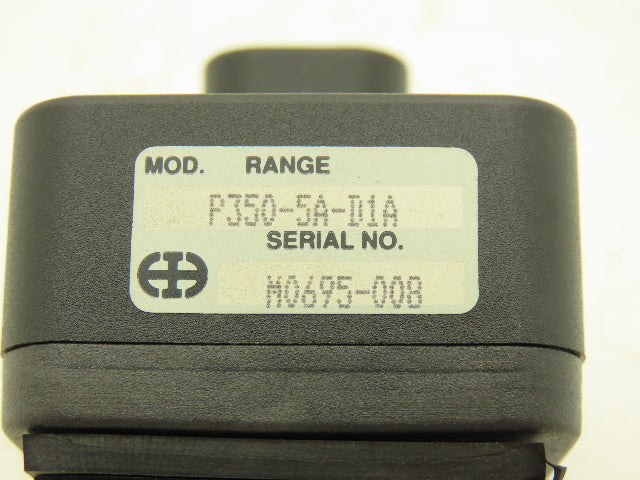 MOD. RANGE
P350-5A-D1A
SERIAL NO.
M0695-008